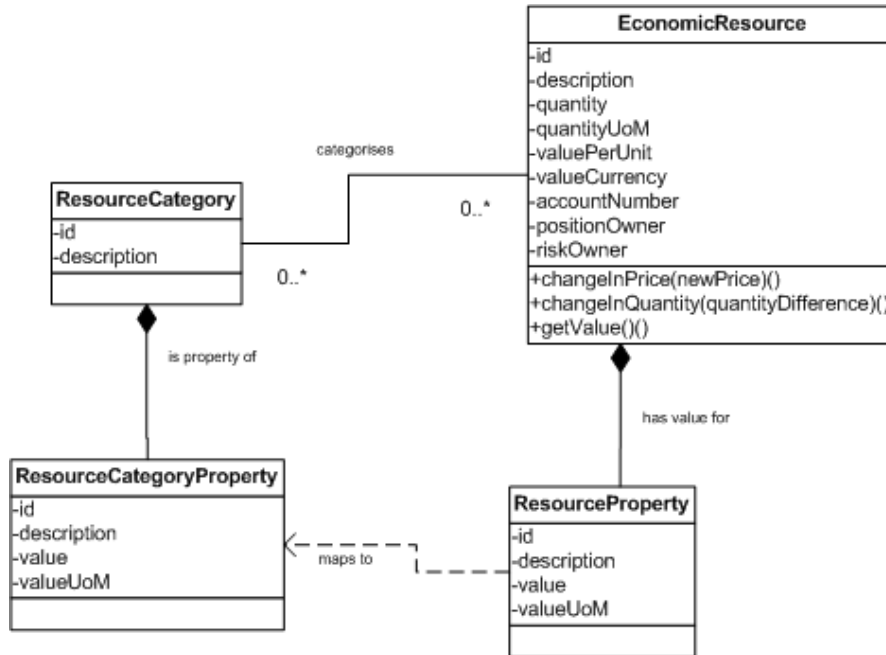 EconomicResource
-id
-description
-quantity
-quantityUoM
-valuePerUnit
-valueCurrency
-accountNumber
-positionOwner
-riskOwner
+changeInPrice(newPrice)()
+changeInQuantity(quantityDifference)()
+getValue()()
categorises
0..*
0..*
ResourceCategory
-id
-description
is property of
has value for
ResourceCategoryProperty
-id
-description
-value
-valueUoM
maps to
ResourceProperty
-id
-description
-value
-valueUoM